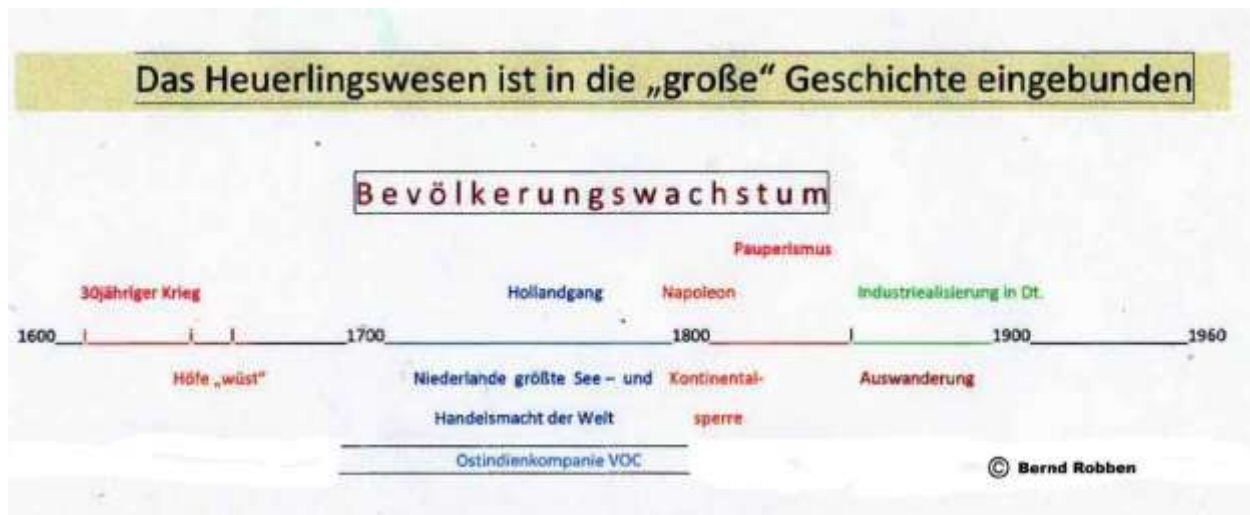 Das Heuerlingswesen ist in die „große“ Geschichte eingebunden
Bevölkerungswachstum
Pauperismus
30jähriger Krieg Hollandgang Napoleon Industriealisierung in Dt.
1600 1700 1800 1900 1960
Höfe „wüst“ Niederlande größte See – und Kontinental- Auswanderung
Handelsmacht der Welt sperre
Ostindienkompanie VOC
© Bernd Robben